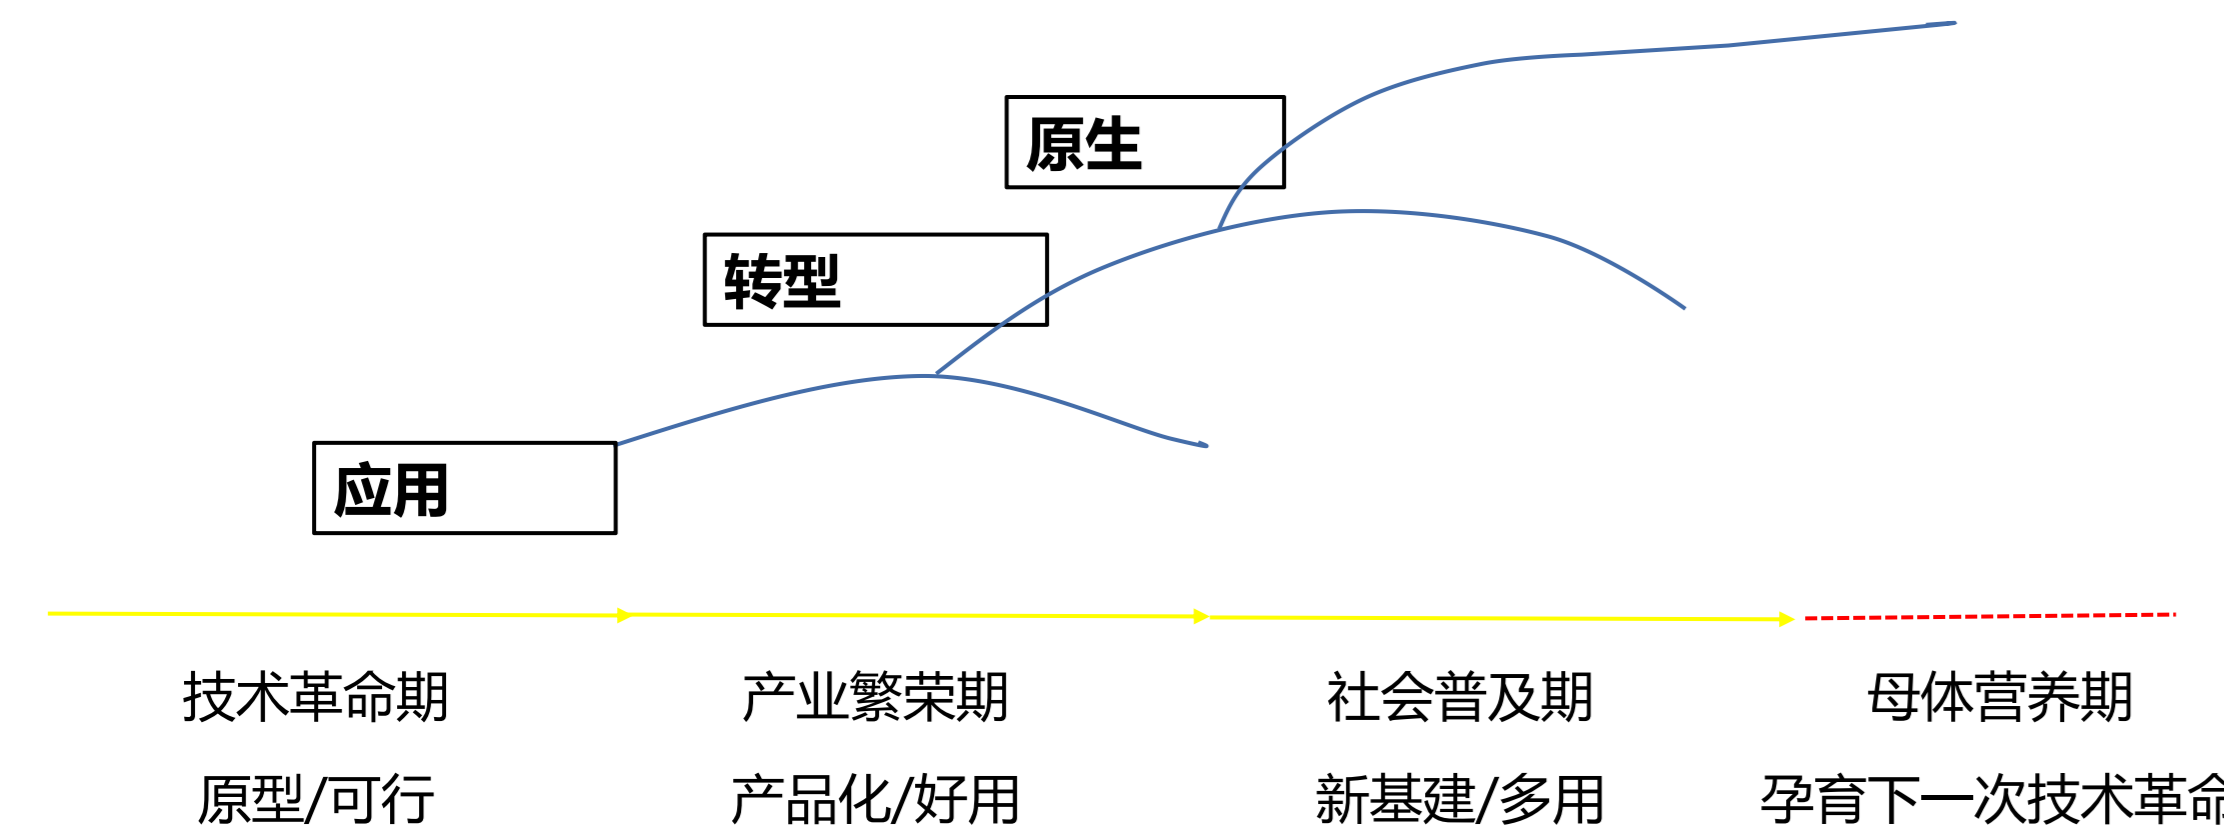 原生
转型
应用
技术革命期
产业繁荣期
社会普及期
母体营养期
原型/可行
产品化/好用
新基建/多用
孕育下一次技术革命